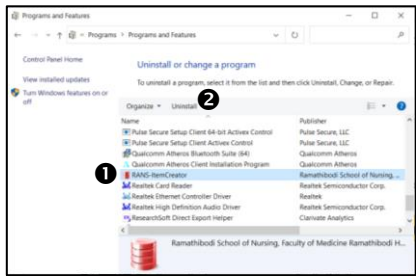 Programs and Features
Programs > Programs and Features
Control Panel Home
View installed updates
Turn Windows features on or off
Uninstall or change a program
To uninstall a program, select it from the list and then click Uninstall, Change, or Repair.
Organize Uninstall 2
Name Publisher
Pulse Secure Setup Client 64-bit Activex Control Pulse Secure, LLC
Pulse Secure Setup Client Activex Control Pulse Secure, LLC
Qualcomm Atheros Bluetooth Suite (64) Qualcomm Atheros
Qualcomm Atheros Client Installation Program Qualcomm Atheros
1 RANS-ItemCreator Ramathibodi School of Nursing, ...
Realtek Card Reader Realtek Semiconductor Corp.
Realtek Ethernet Controller Driver Realtek
Realtek High Definition Audio Driver Realtek Semiconductor Corp.
ResearchSoft Direct Export Helper Clarivate Analytics
Ramathibodi School of Nursing, Faculty of Medicine Ramathibodi H...